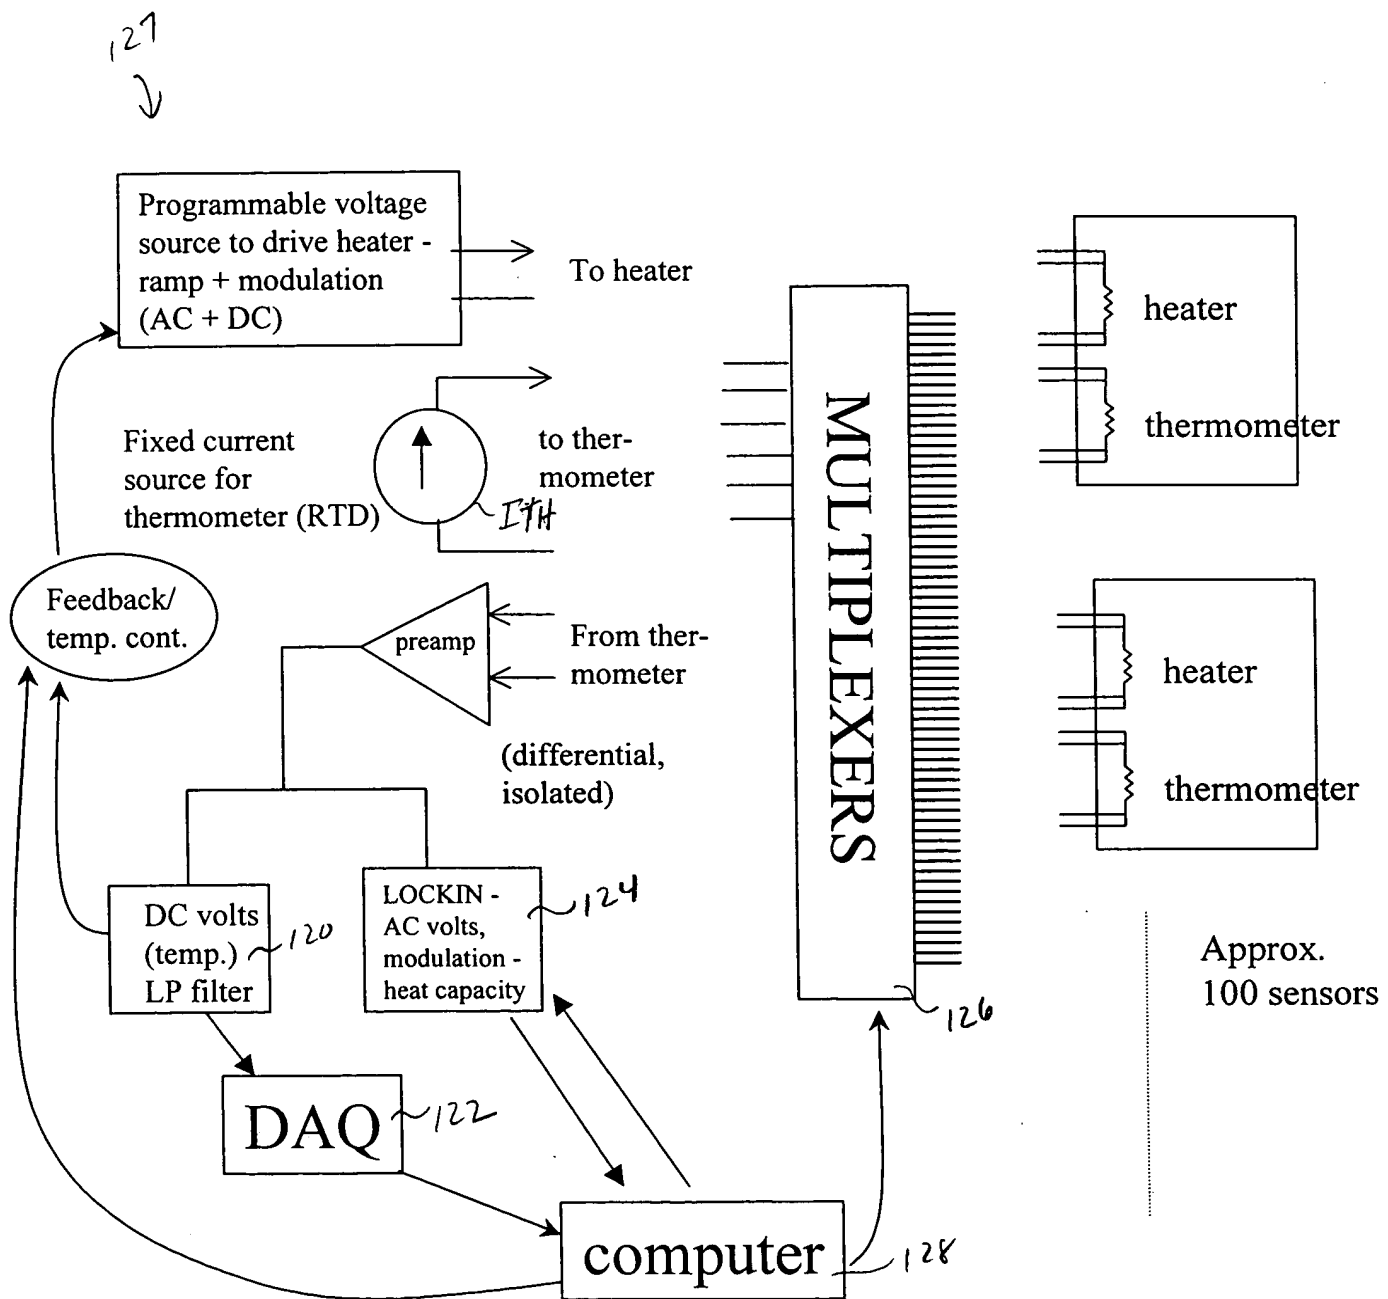 127
Programmable voltage
source to drive heater -
ramp + modulation
(AC + DC)
To heater
heater
thermometer
Fixed current
source for
thermometer (RTD)
to ther-
mometer
ITH
MULTIPLEXERS
Feedback/
temp. cont.
preamp
From ther-
mometer
(differential,
isolated)
heater
thermometer
DC volts
(temp.)
LP filter
120
LOCKIN -
AC volts,
modulation -
heat capacity
124
126
Approx.
100 sensors
DAQ
122
computer
128